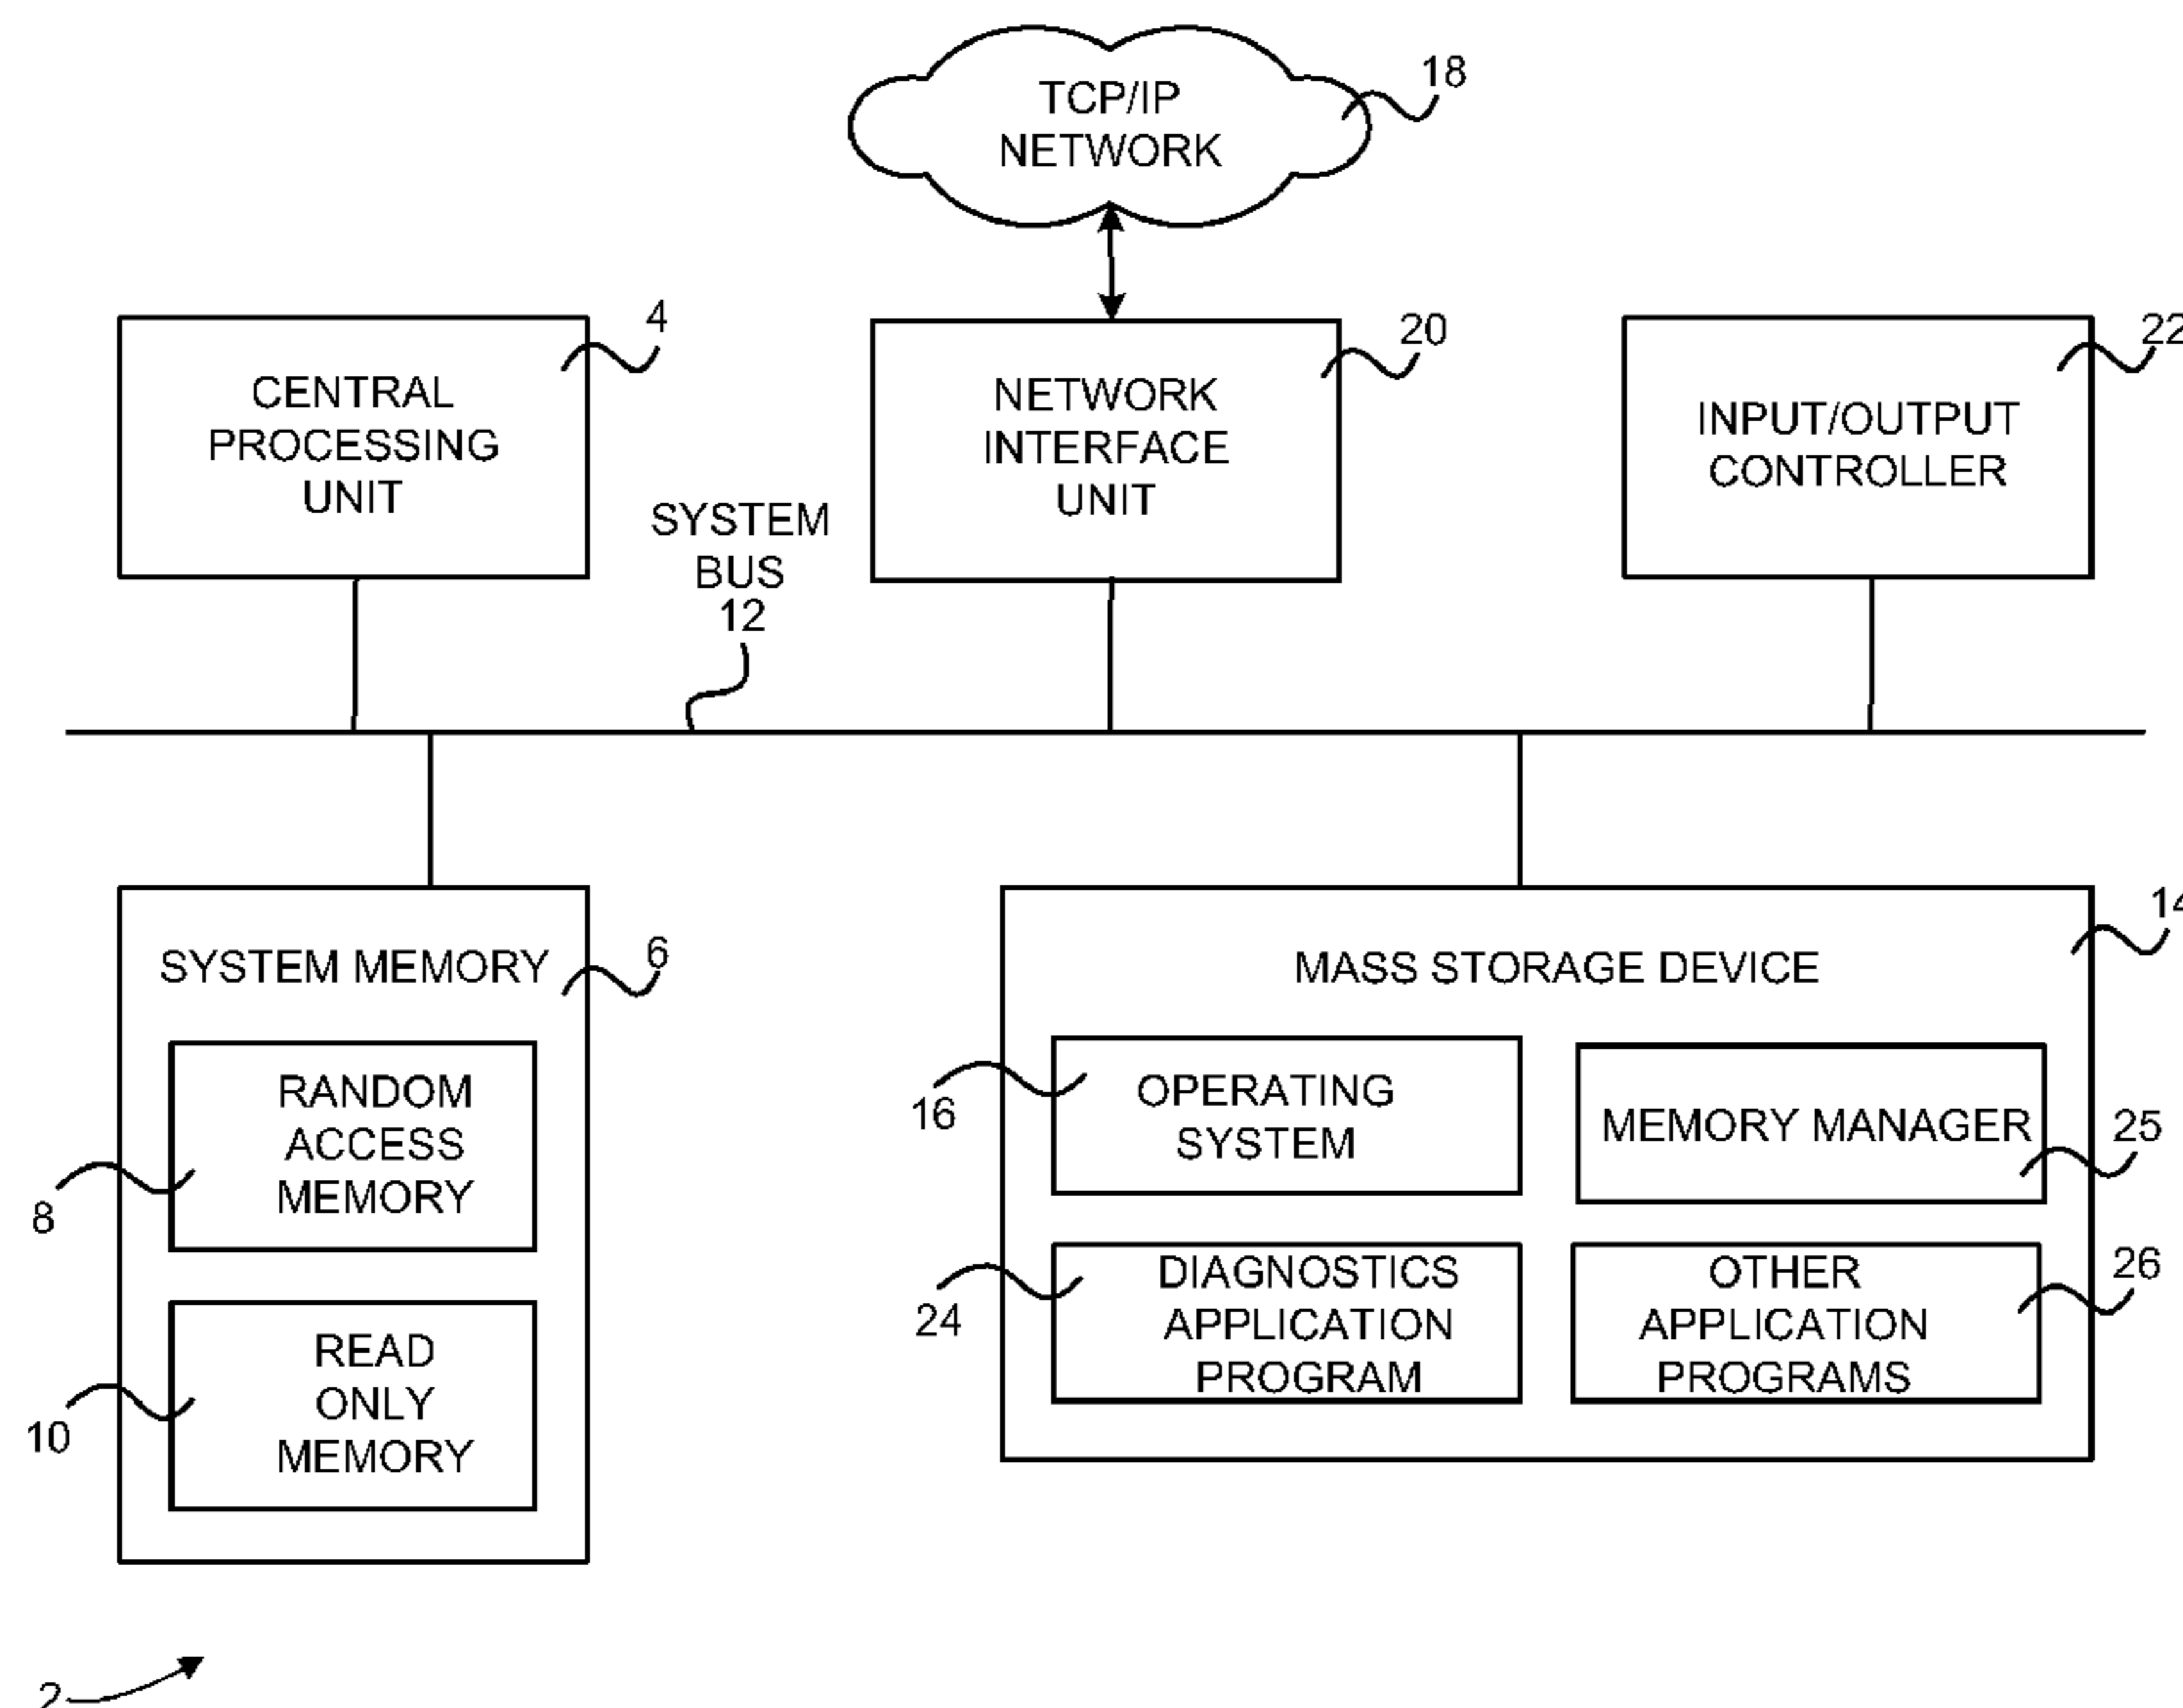 TCP/IP
NETWORK
18
4
CENTRAL
PROCESSING
UNIT
20
NETWORK
INTERFACE
UNIT
22
INPUT/OUTPUT
CONTROLLER
SYSTEM
BUS
12
6
SYSTEM MEMORY
RANDOM
ACCESS
MEMORY
8
READ
ONLY
MEMORY
10
14
MASS STORAGE DEVICE
OPERATING
SYSTEM
16
MEMORY MANAGER
25
DIAGNOSTICS
APPLICATION
PROGRAM
24
OTHER
APPLICATION
PROGRAMS
26
2